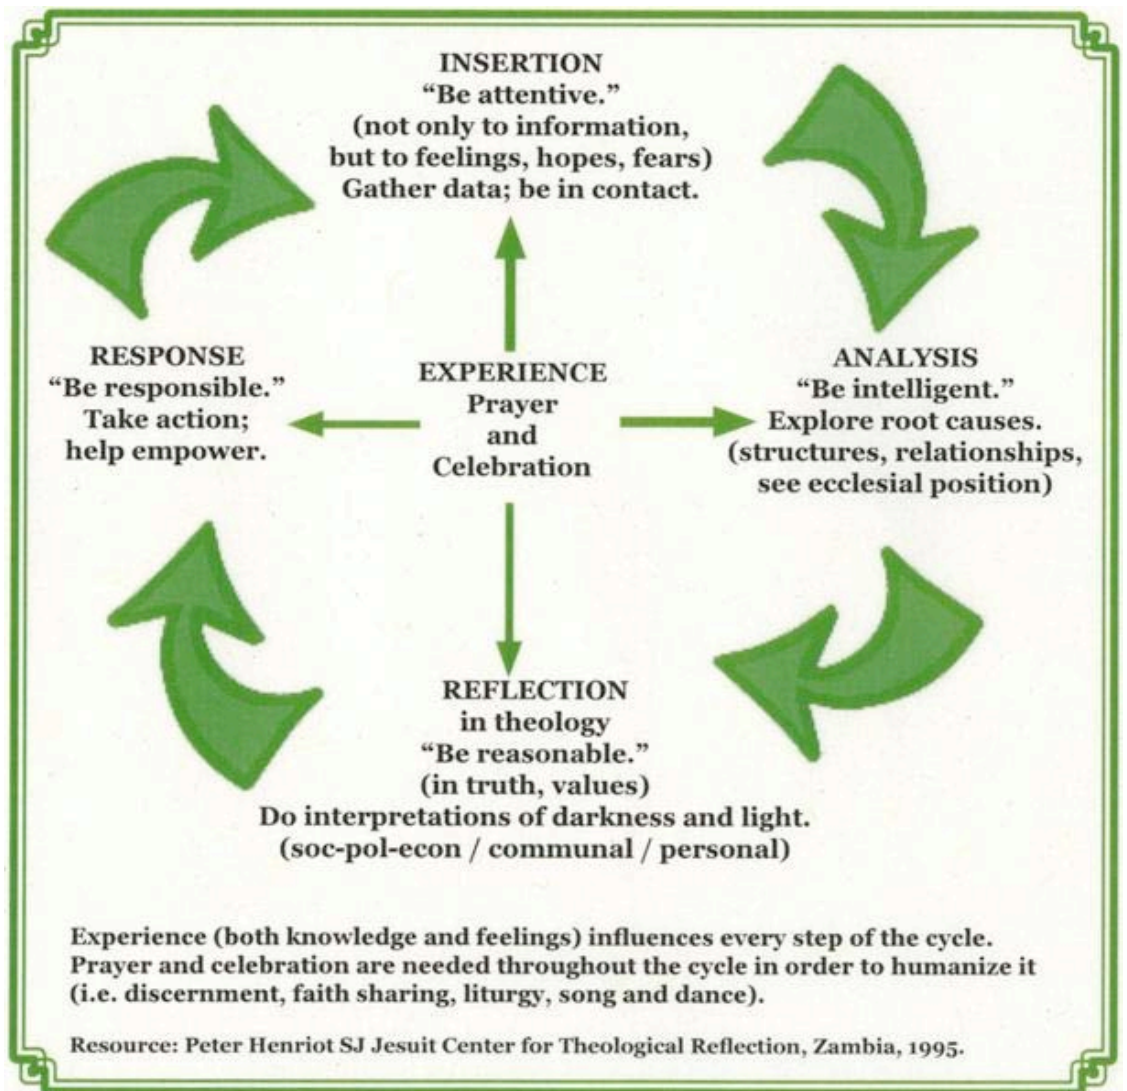 INSERTION
“Be attentive.”
(not only to information,
but to feelings, hopes, fears)
Gather data; be in contact.
RESPONSE
“Be responsible.”
Take action;
help empower.
EXPERIENCE
Prayer
and
Celebration
ANALYSIS
“Be intelligent.”
Explore root causes.
(structures, relationships,
see ecclesial position)
REFLECTION
in theology
“Be reasonable.”
(in truth, values)
Do interpretations of darkness and light.
(soc-pol-econ / communal / personal)
Experience (both knowledge and feelings) influences every step of the cycle.
Prayer and celebration are needed throughout the cycle in order to humanize it
(i.e. discernment, faith sharing, liturgy, song and dance).
Resource: Peter Henriot SJ Jesuit Center for Theological Reflection, Zambia, 1995.